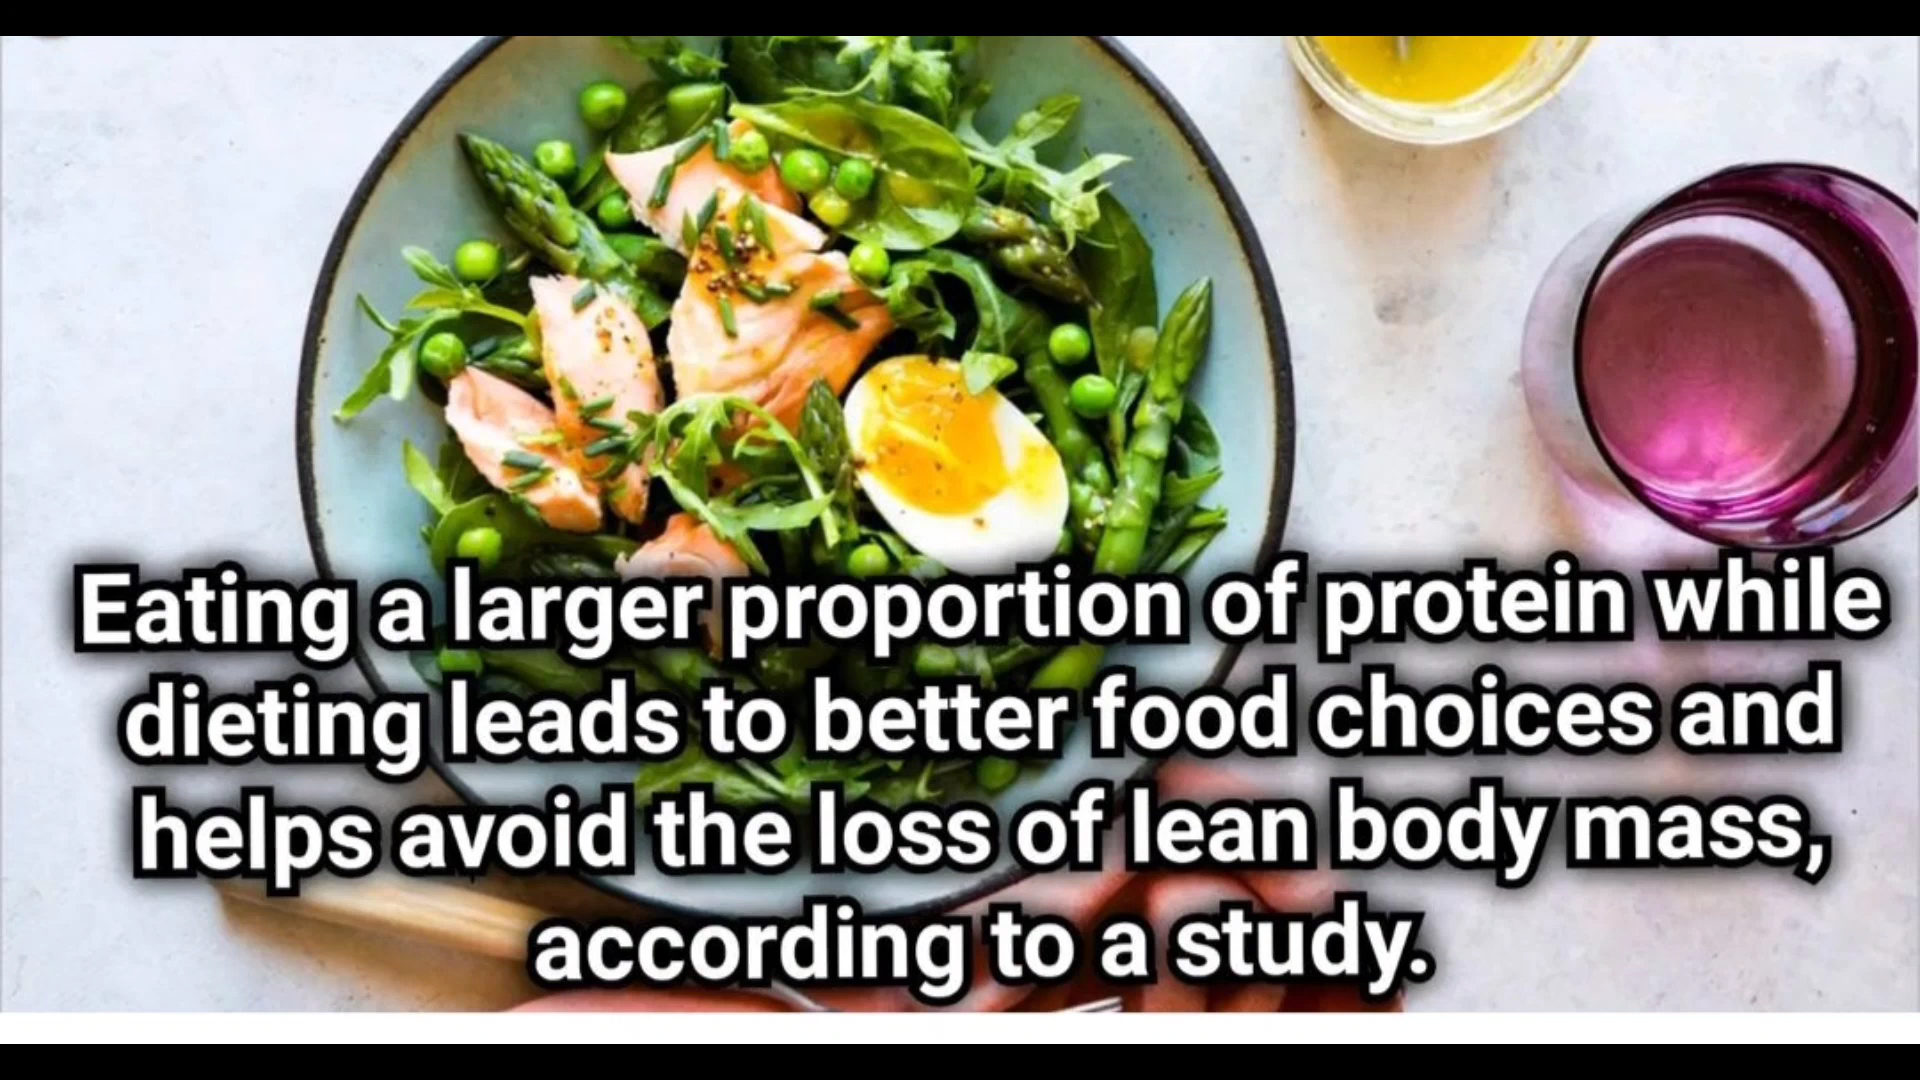 Eating a larger proportion of protein while
dieting leads to better food choices and
helps avoid the loss of lean body mass,
according to a study.